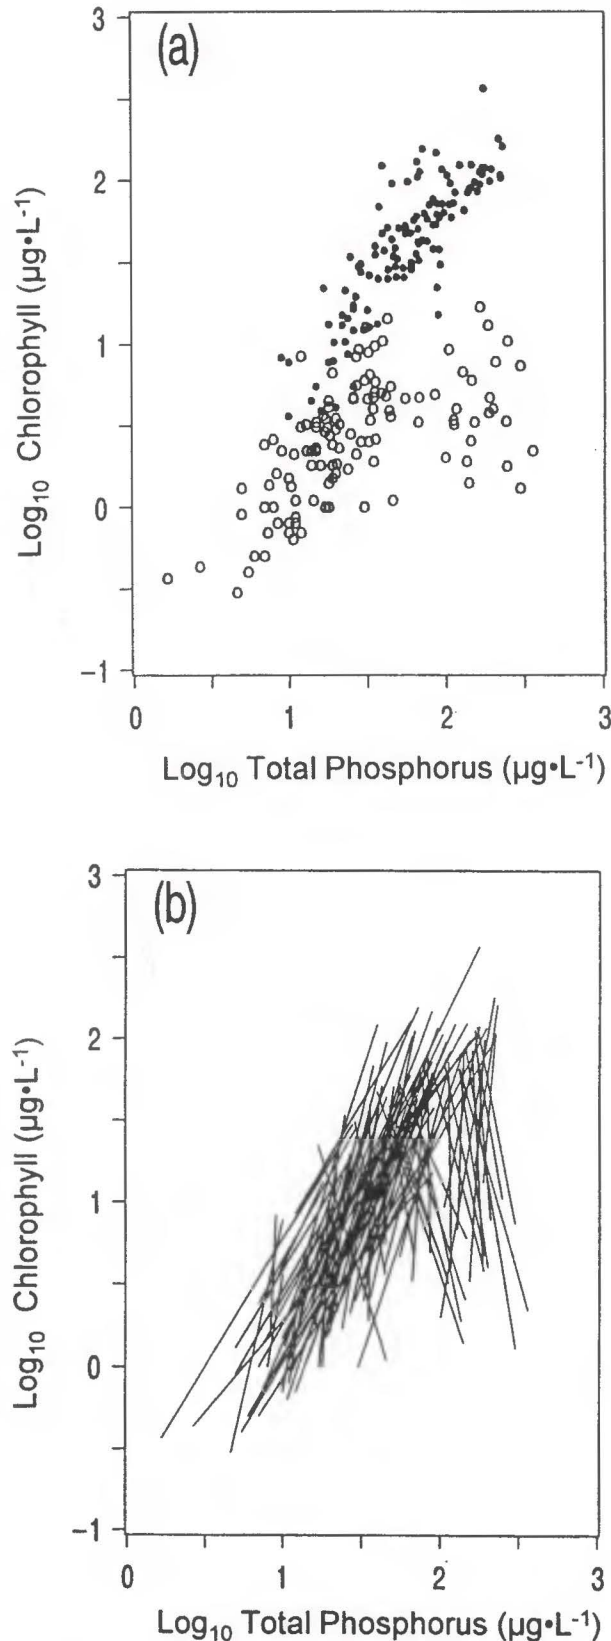 (a)
3
2
1
0
−1
Log₁₀ Chlorophyll (µg•L⁻¹)
0 1 2 3
Log₁₀ Total Phosphorus (µg•L⁻¹)
(b)
3
2
1
0
−1
Log₁₀ Chlorophyll (µg•L⁻¹)
0 1 2 3
Log₁₀ Total Phosphorus (µg•L⁻¹)